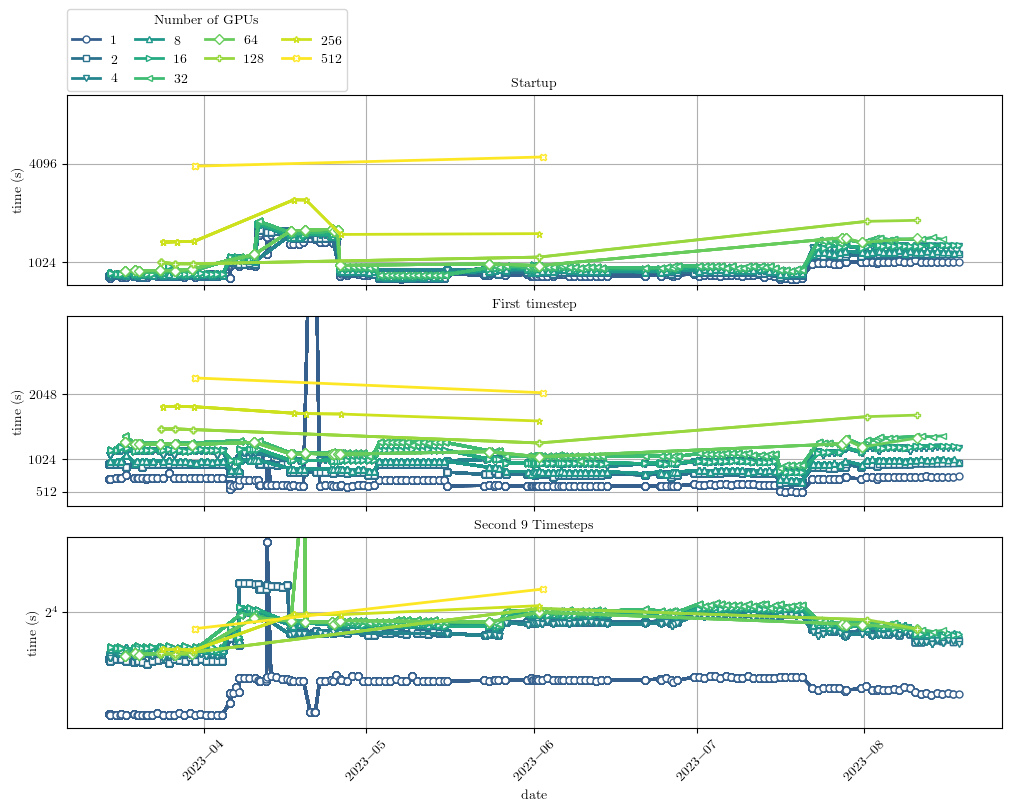 Number of GPUs
1 8 64 256
2 16 128 512
4 32
Startup
time (s)
4096
1024
First timestep
time (s)
2048
1024
512
Second 9 Timesteps
time (s)
2⁴
2023–04 2023–05 2023–06 2023–07 2023–08
date